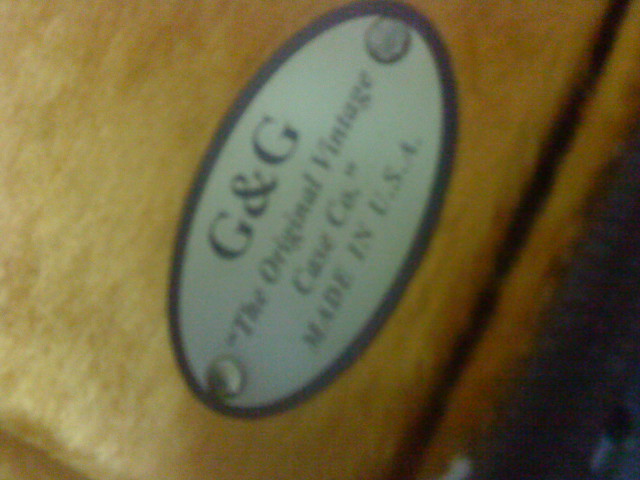 G&G
"The Original Vintage
Case Co."
MADE IN U.S.A.